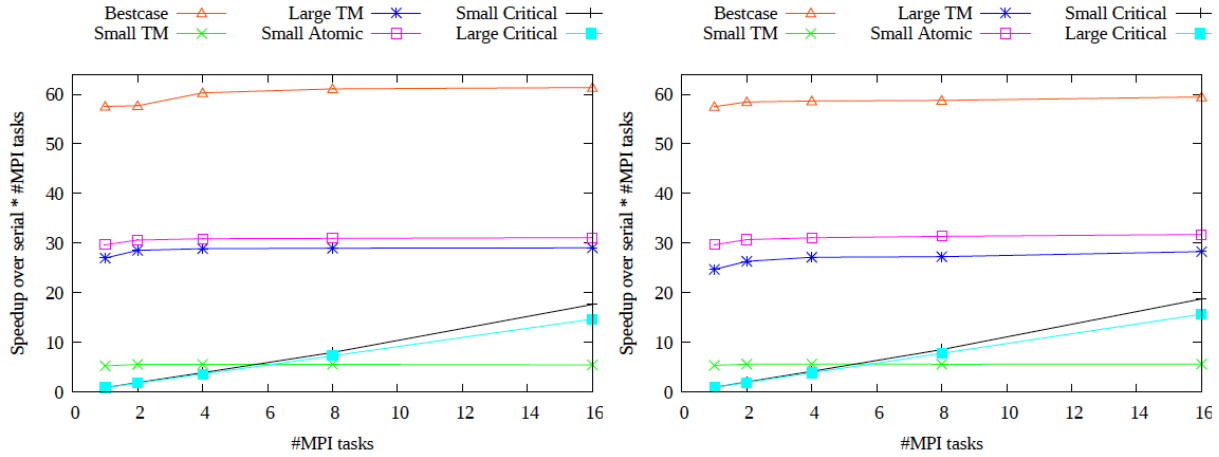 Bestcase Large TM Small Critical
Small TM Small Atomic Large Critical
Speedup over serial * #MPI tasks
60
50
40
30
20
10
0
0 2 4 6 8 10 12 14 16
#MPI tasks
Bestcase Large TM Small Critical
Small TM Small Atomic Large Critical
Speedup over serial * #MPI tasks
60
50
40
30
20
10
0
0 2 4 6 8 10 12 14 16
#MPI tasks